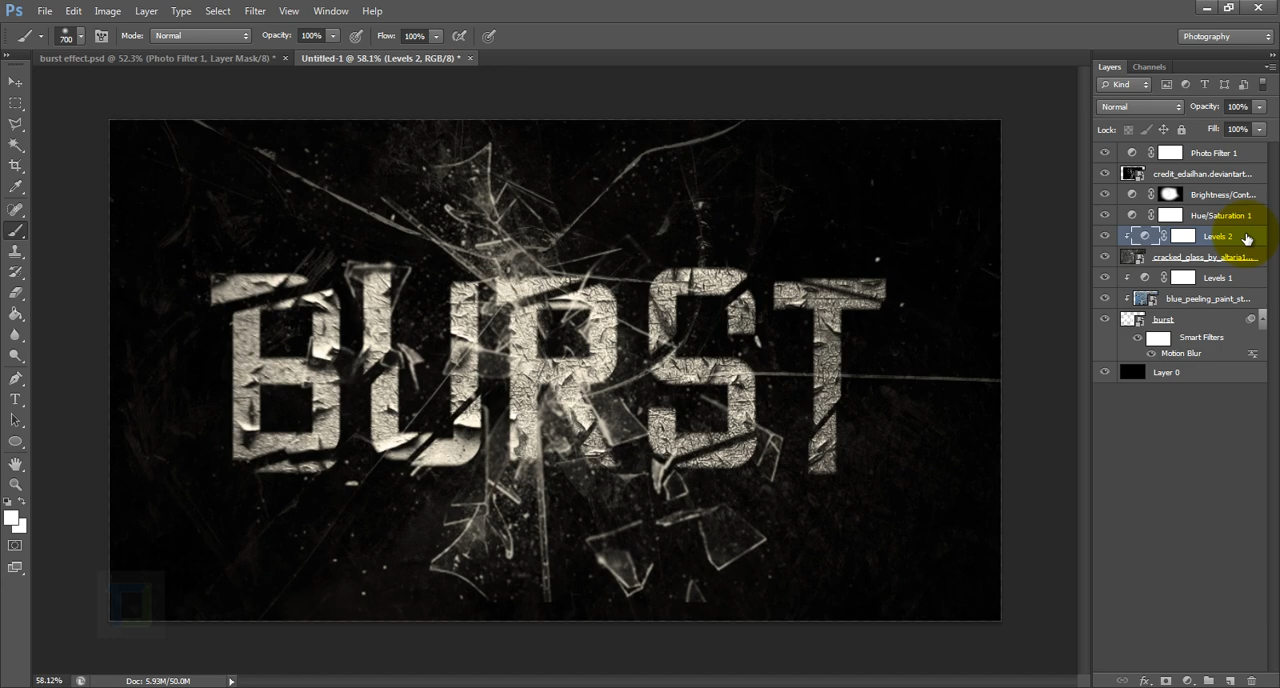 Ps File Edit Image Layer Type Select Filter View Window Help
700 Mode: Normal Opacity: 100% Flow: 100% Photography
burst effect.psd @ 52.3% (Photo Filter 1, Layer Mask/8) * × Untitled-1 @ 58.1% (Levels 2, RGB/8) * ×
Layers Channels
Kind
Normal Opacity: 100%
Lock: Fill: 100%
Photo Filter 1
credit_edailhan.deviantart...
Brightness/Cont...
Hue/Saturation 1
Levels 2
cracked_glass_by_altaria1...
Levels 1
blue_peeling_paint_st...
burst
Smart Filters
Motion Blur
Layer 0
BURST
58.12% Doc: 5.93M/50.0M